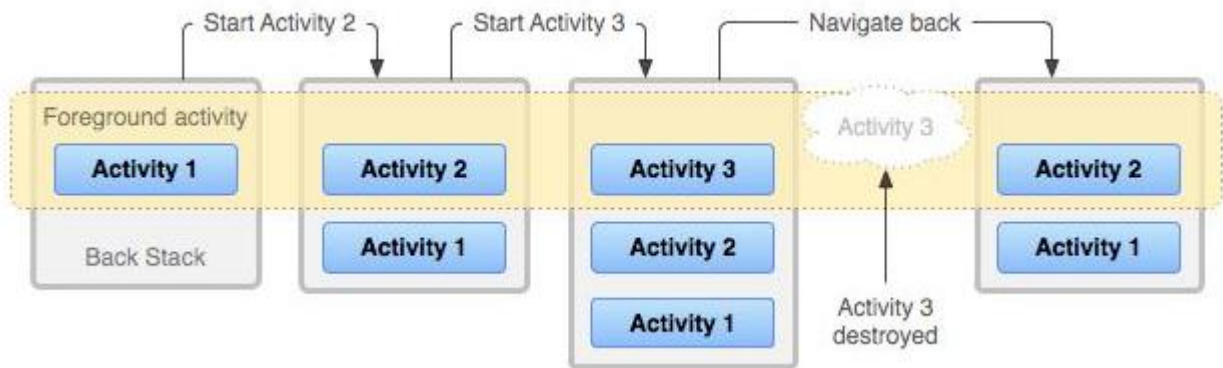 Start Activity 2
Start Activity 3
Navigate back
Foreground activity
Activity 1
Back Stack
Activity 2
Activity 1
Activity 3
Activity 2
Activity 1
Activity 3
Activity 3
destroyed
Activity 2
Activity 1